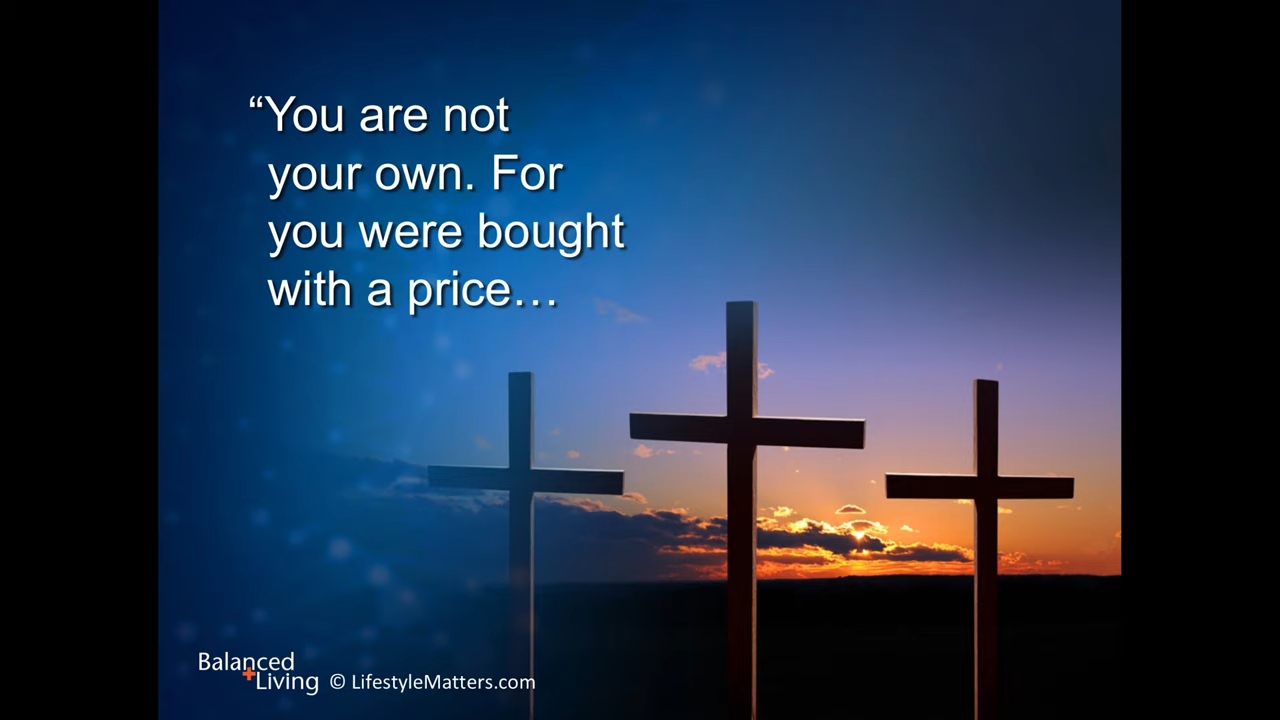 “You are not
your own. For
you were bought
with a price…
Balanced
Living © LifestyleMatters.com